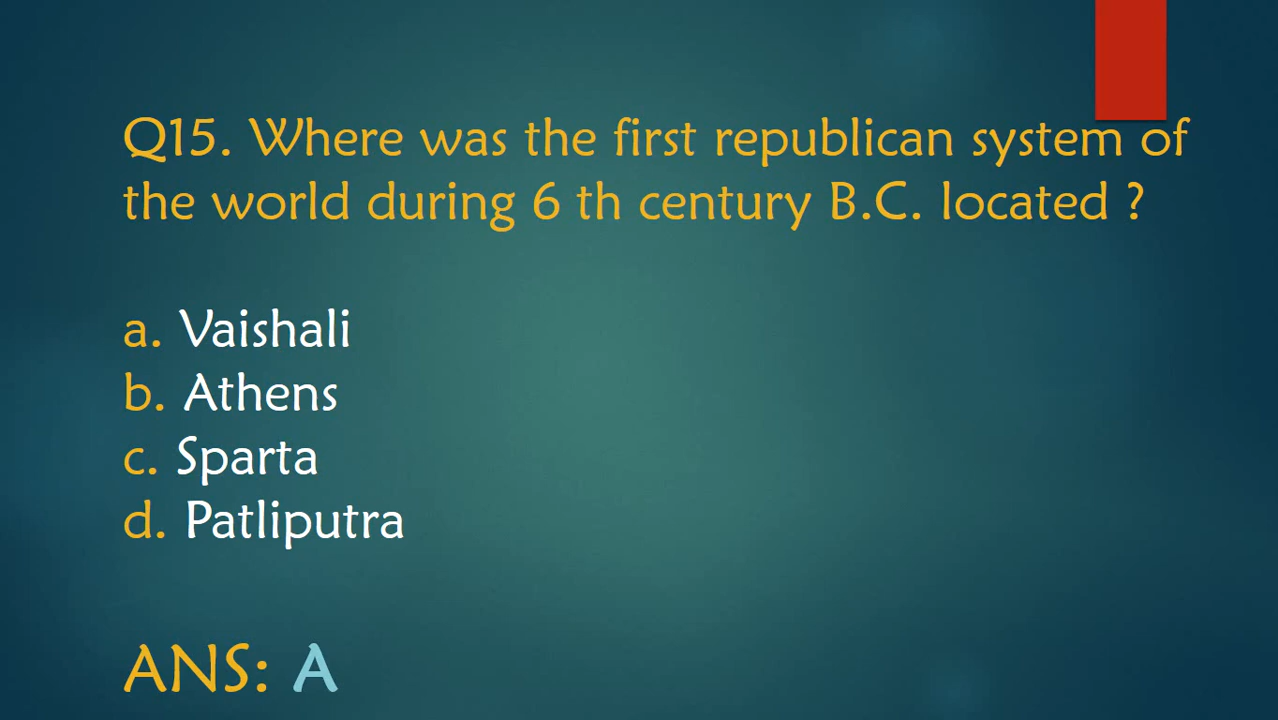 Q15. Where was the first republican system of
the world during 6 th century B.C. located ?
a. Vaishali
b. Athens
c. Sparta
d. Patliputra
ANS: A